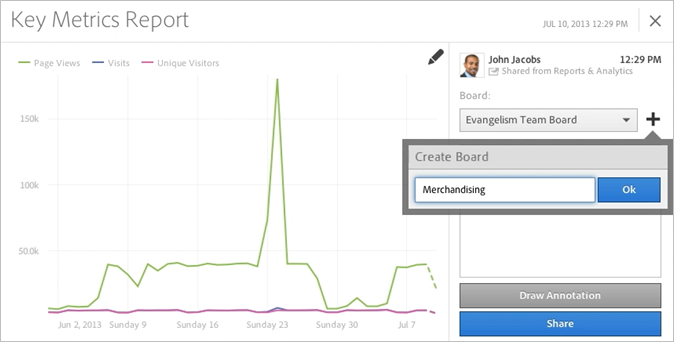 Key Metrics Report
JUL 10, 2013 12:29 PM
Page Views
Visits
Unique Visitors
150k
100k
50.0k
Jun 2, 2013
Sunday 9
Sunday 16
Sunday 23
Sunday 30
Jul 7
John Jacobs
12:29 PM
Shared from Reports & Analytics
Board:
Evangelism Team Board
Create Board
Merchandising
Ok
Draw Annotation
Share